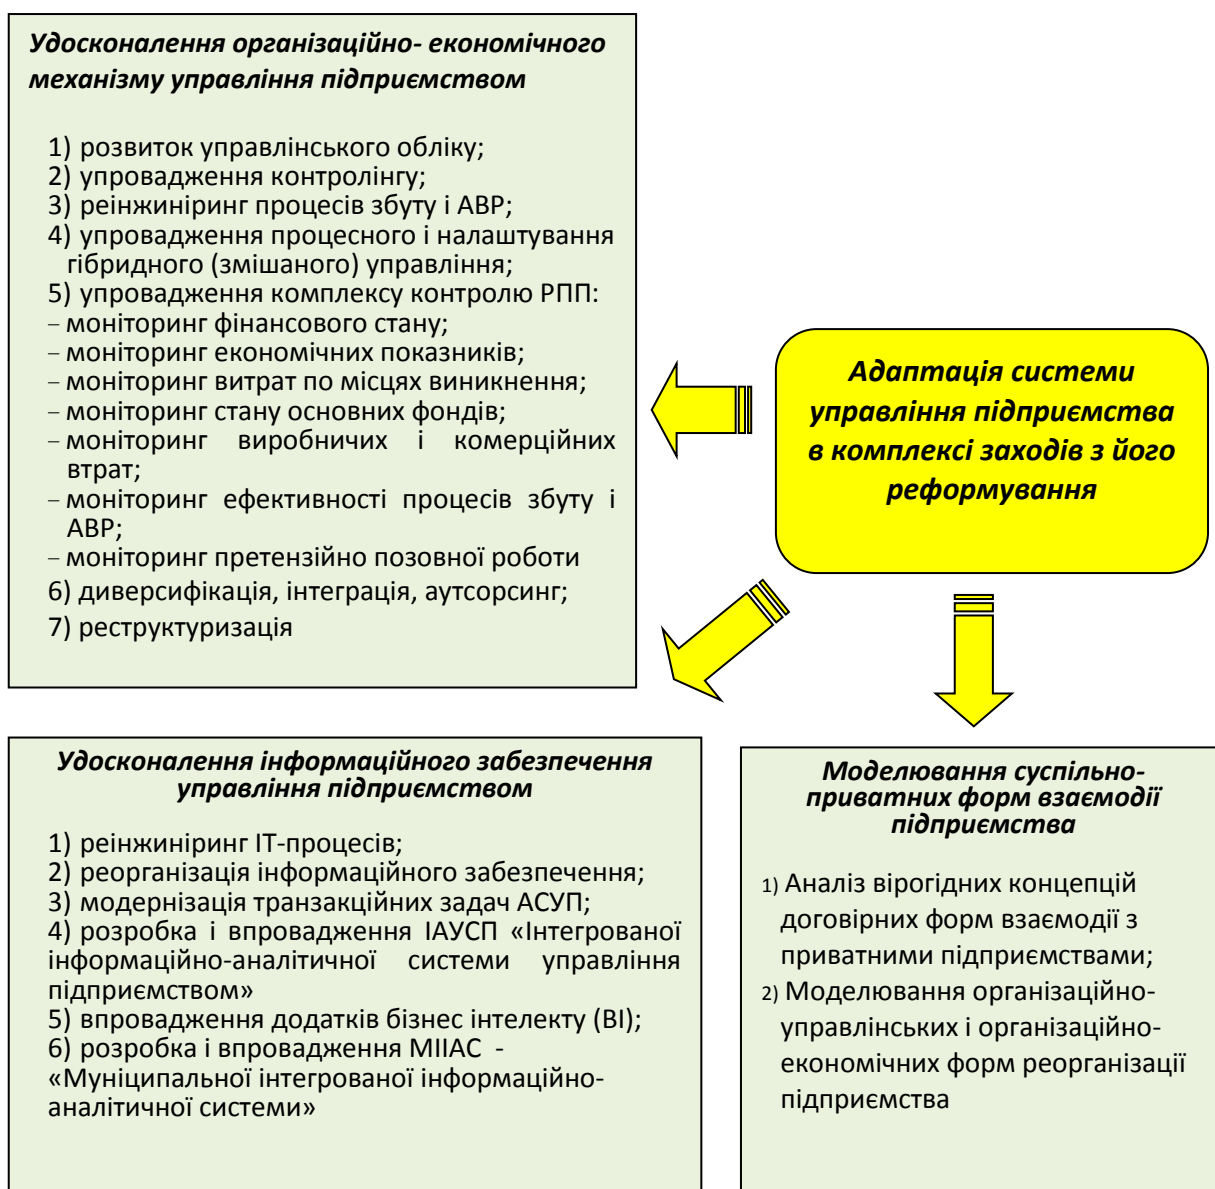 Удосконалення організаційно- економічного
механізму управління підприємством
1) розвиток управлінського обліку;
2) упровадження контролінгу;
3) реінжиніринг процесів збуту і АВР;
4) упровадження процесного і налаштування
гібридного (змішаного) управління;
5) упровадження комплексу контролю РПП:
– моніторинг фінансового стану;
– моніторинг економічних показників;
– моніторинг витрат по місцях виникнення;
– моніторинг стану основних фондів;
– моніторинг виробничих і комерційних
втрат;
– моніторинг ефективності процесів збуту і
АВР;
– моніторинг претензійно позовної роботи
6) диверсифікація, інтеграція, аутсорсинг;
7) реструктуризація
Адаптація системи
управління підприємства
в комплексі заходів з його
реформування
Удосконалення інформаційного забезпечення
управління підприємством
1) реінжиніринг ІТ-процесів;
2) реорганізація інформаційного забезпечення;
3) модернізація транзакційних задач АСУП;
4) розробка і впровадження ІАУСП «Інтегрованої
інформаційно-аналітичної системи управління
підприємством»
5) впровадження додатків бізнес інтелекту (BI);
6) розробка і впровадження МІІАС -
«Муніципальної інтегрованої інформаційно-
аналітичної системи»
Моделювання суспільно-
приватних форм взаємодії
підприємства
1) Аналіз вірогідних концепцій
договірних форм взаємодії з
приватними підприємствами;
2) Моделювання організаційно-
управлінських і організаційно-
економічних форм реорганізації
підприємства